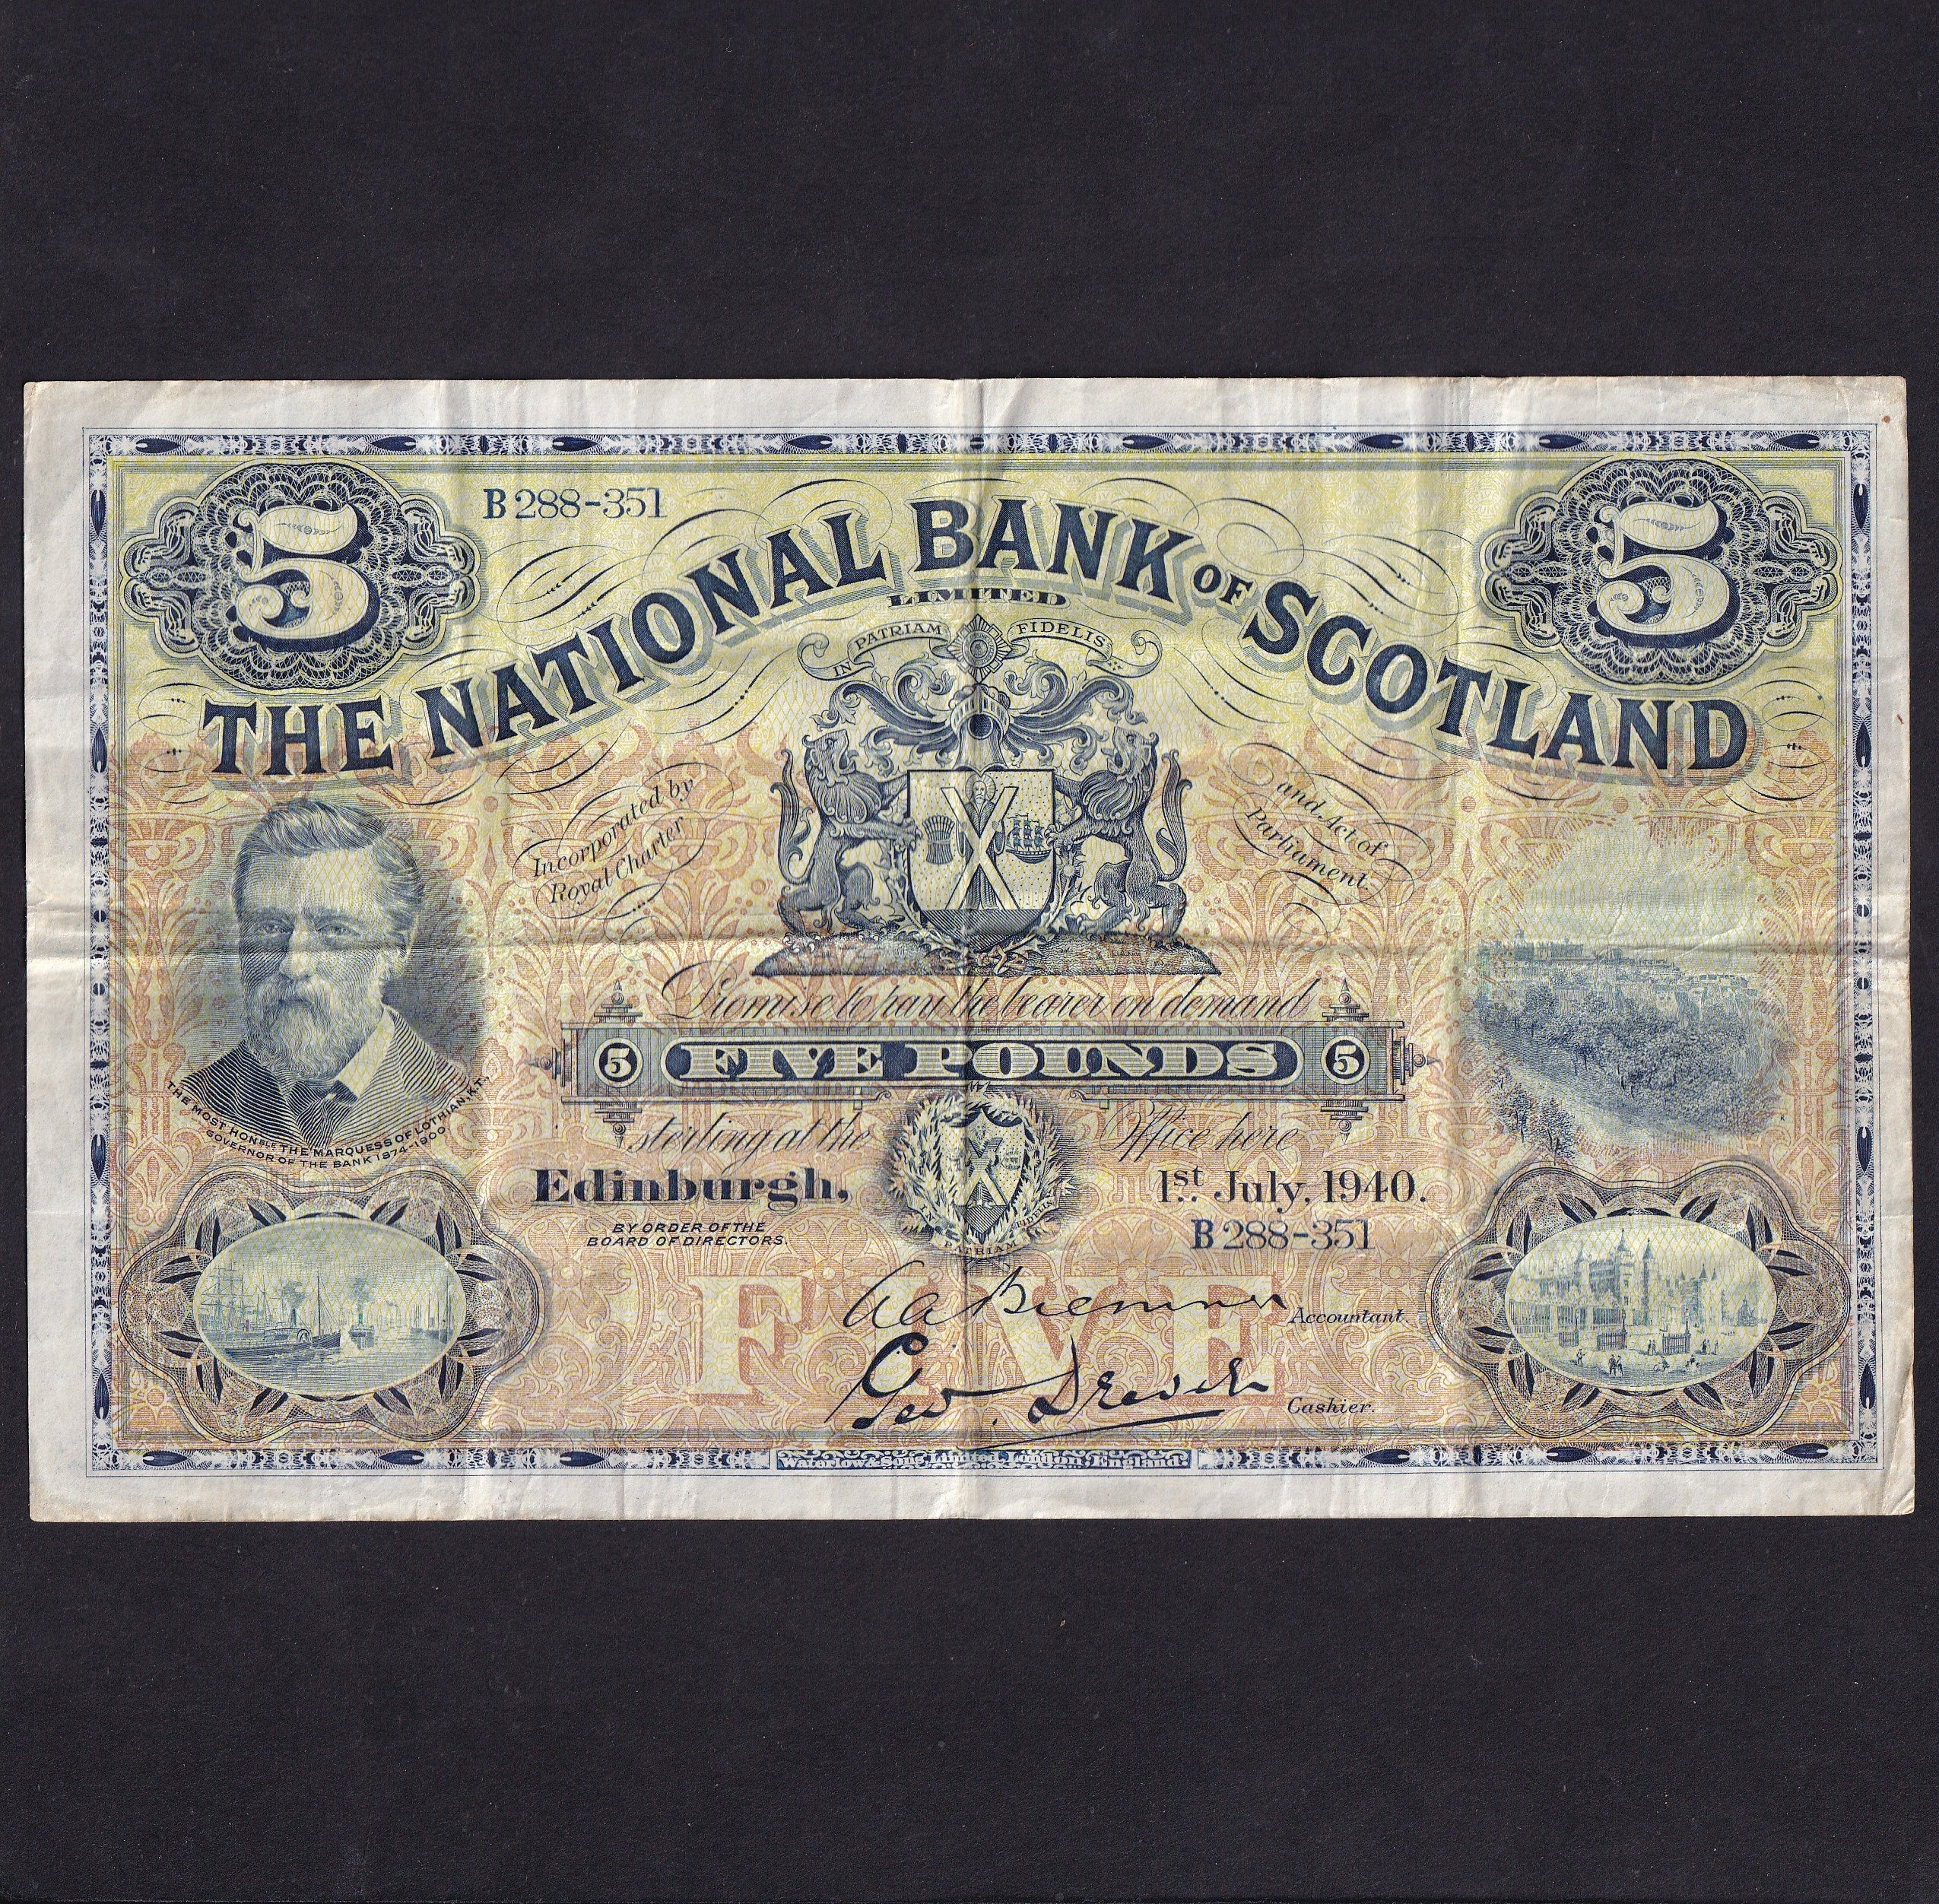 5
B 288-351
5
THE NATIONAL BANK OF SCOTLAND
LIMITED
IN PATRIAM FIDELIS
Incorporated by
Royal Charter
and Act of
Parliament
Promise to pay the bearer on demand
5 FIVE POUNDS 5
sterling at the Office here
THE MOST HONBLE THE MARQUESS OF LOTHIAN, K.T.
GOVERNOR OF THE BANK 1874-1900
Edinburgh, 1st July, 1940.
BY ORDER OF THE
BOARD OF DIRECTORS.
B 288-351
PATRIAM FIDELIS
FIVE
Accountant.
Cashier.
Waterlow & Sons Limited, London, England.